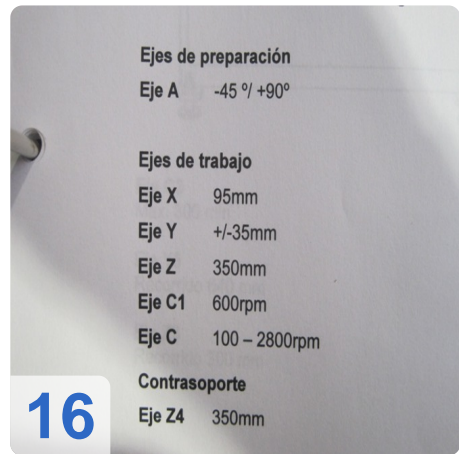 Ejes de preparación
Eje A -45 º/ +90º
Ejes de trabajo
Eje X 95mm
Eje Y +/-35mm
Eje Z 350mm
Eje C1 600rpm
Eje C 100 – 2800rpm
Contrasoporte
Eje Z4 350mm
16